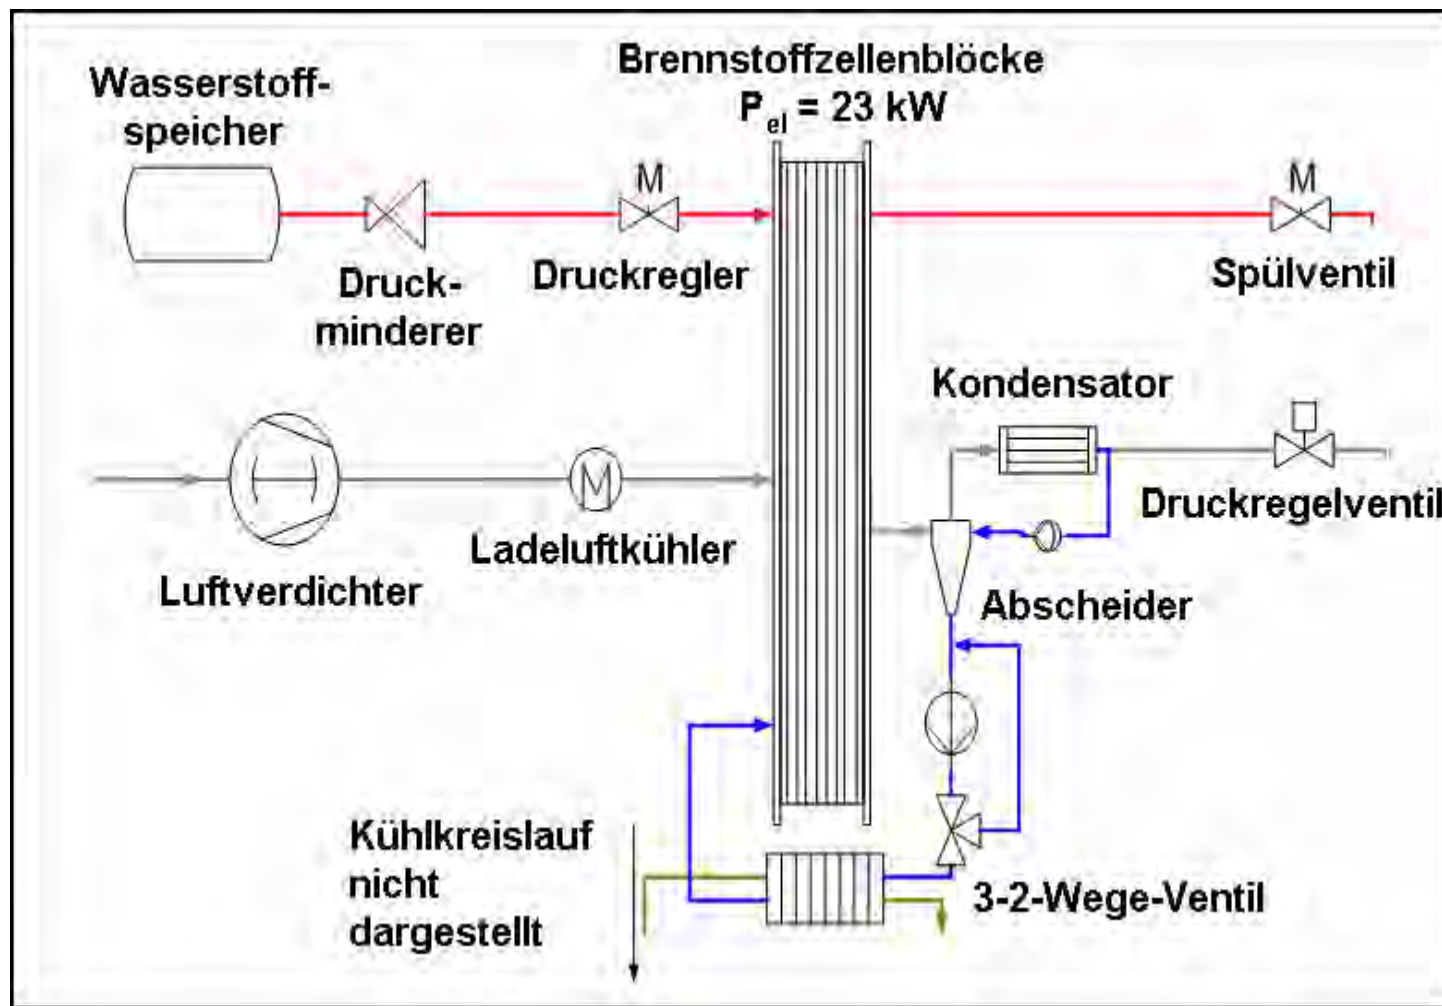 Brennstoffzellenblöcke
P_el = 23 kW
Wasserstoff-
speicher
M
M
Druck-
minderer
Druckregler
Spülventil
Kondensator
Druckregelventil
M
Ladeluftkühler
Luftverdichter
Abscheider
Kühlkreislauf
nicht
dargestellt
3-2-Wege-Ventil